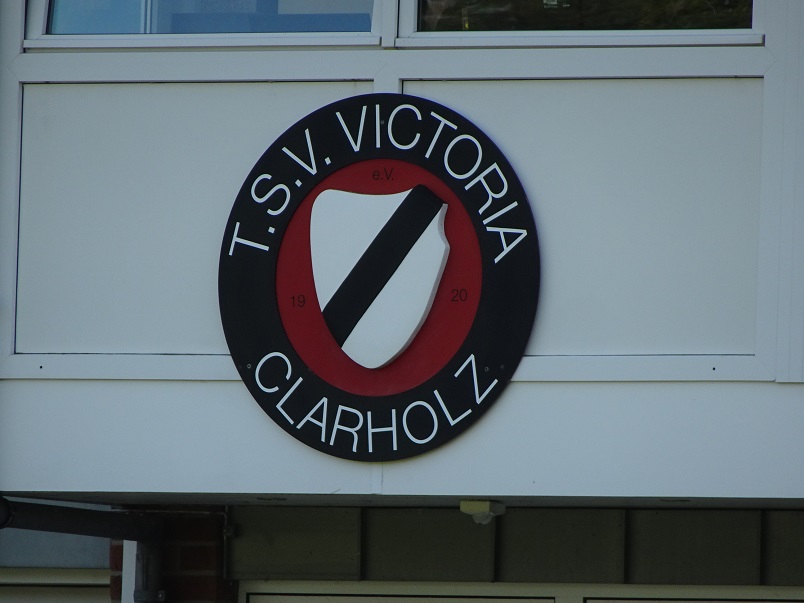 T.S.V. VICTORIA
e.V.
19 20
CLARHOLZ